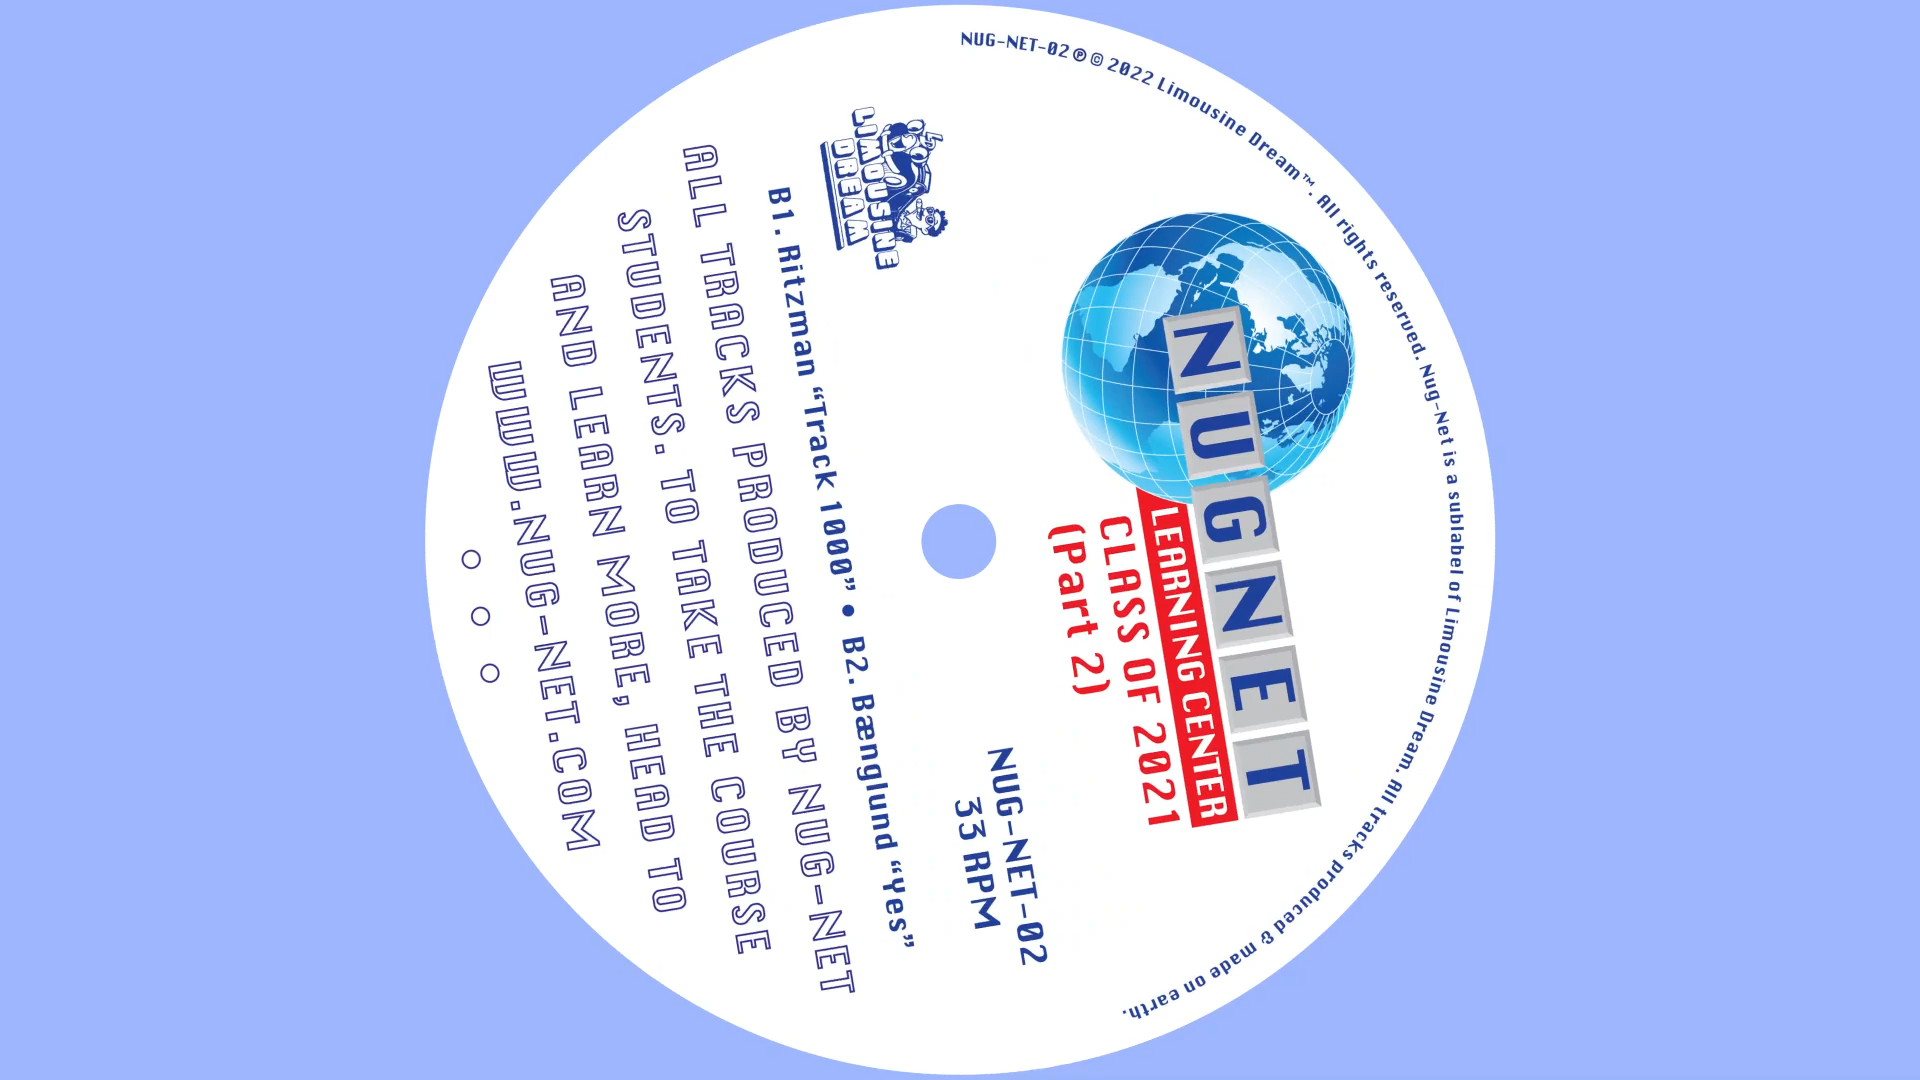 NUG-NET-02 ℗ © 2022 Limousine Dream™. All rights reserved. Nug-Net is a sublabel of Limousine Dream. All tracks produced & made on earth.
NUGNET
LEARNING CENTER
CLASS OF 2021
(Part 2)
NUG-NET-02
33 RPM
LIMOUSINE
DREAM
B1. Ritzman “Track 1000” • B2. Bænglund “Yes”
ALL TRACKS PRODUCED BY NUG-NET
STUDENTS. TO TAKE THE COURSE
AND LEARN MORE, HEAD TO
WWW.NUG-NET.COM